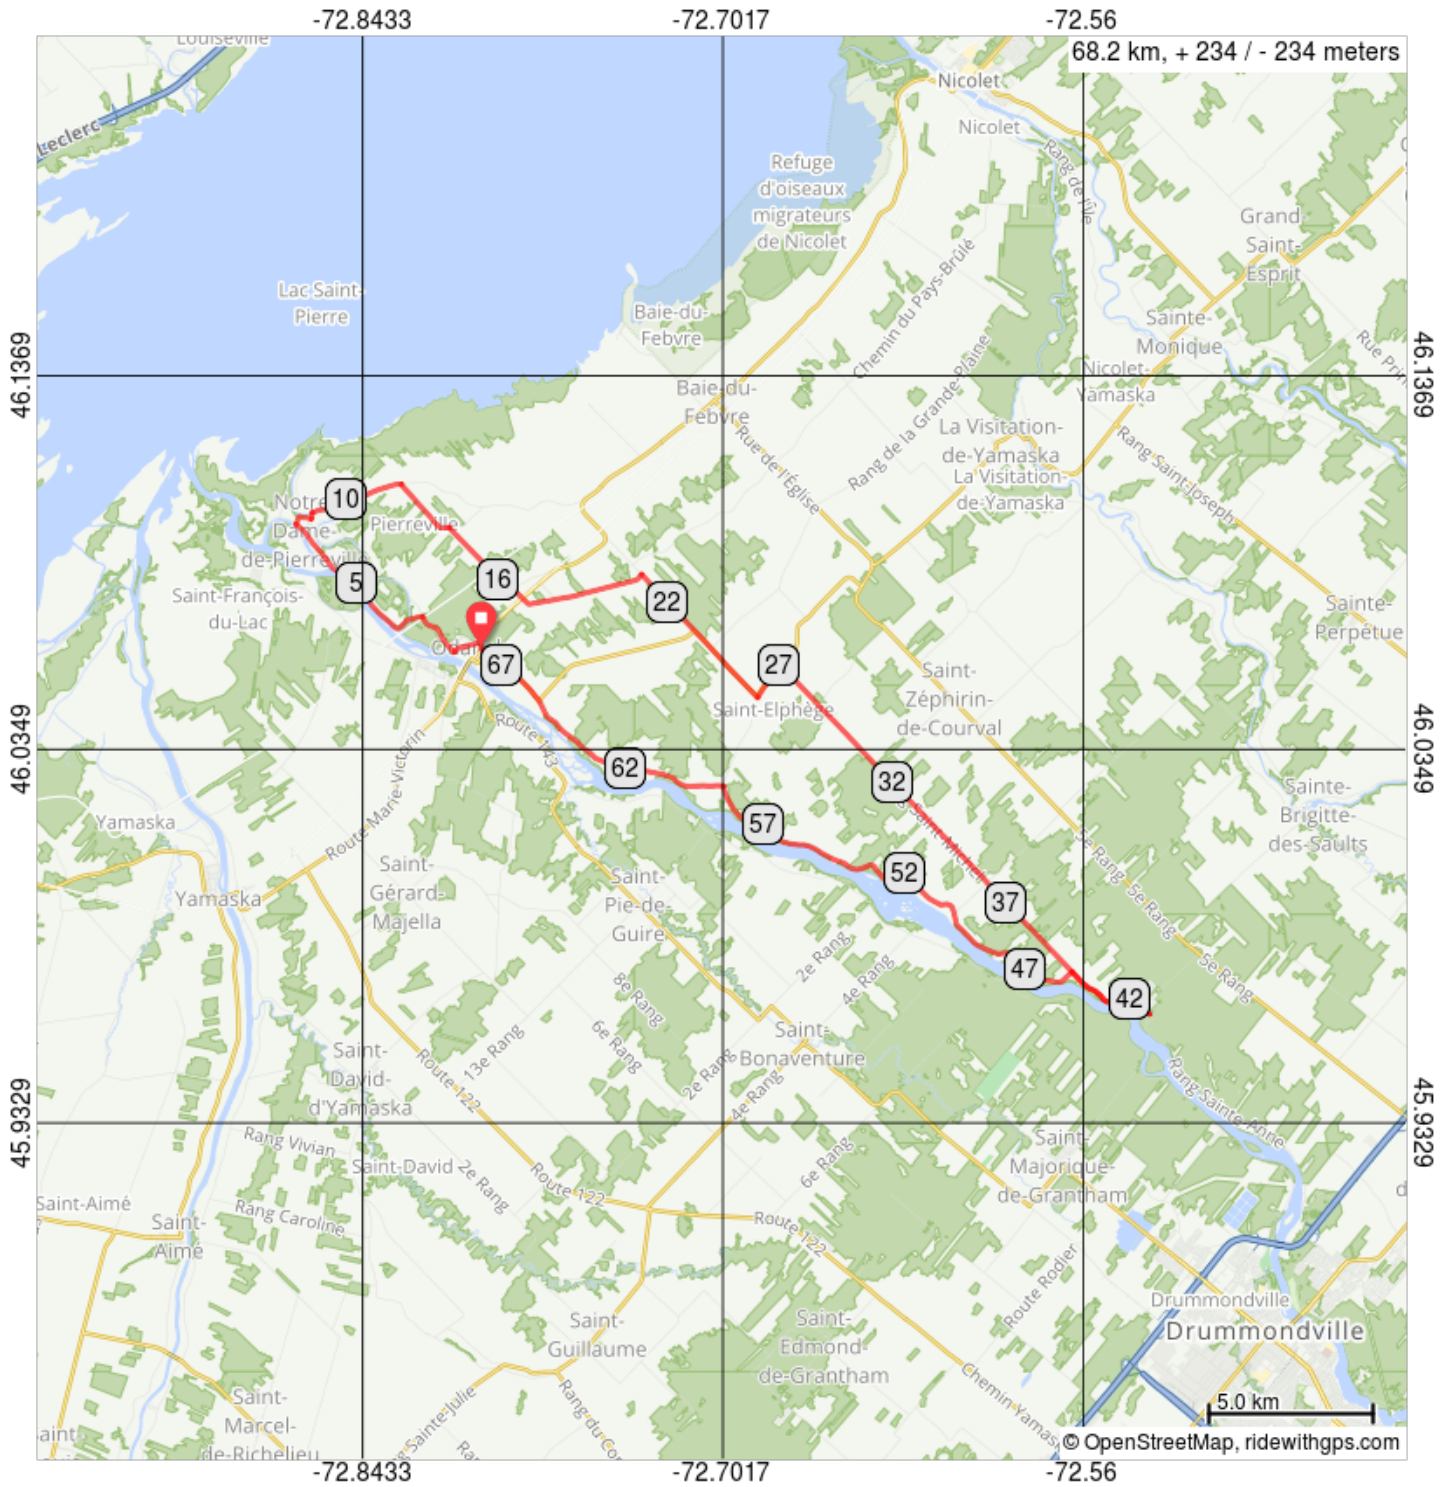 -72.8433
-72.7017
-72.56
Louiseville
68.2 km, + 234 / - 234 meters
Nicolet
Leclerc
Nicolet
Rang de l'Île
Refuge
d'oiseaux
migrateurs
de Nicolet
Grand-
Saint-
Esprit
Chemin du Pays-Brûlé
Lac Saint-
Pierre
Baie-du-
Febvre
Sainte-
Monique
Rue Prin
46.1369
46.1369
Nicolet-
Yamaska
Baie-du-
Febvre
Rang de la Grande-Plaine
La Visitation-
de-Yamaska
La Visitation-
de-Yamaska
Rang Saint-Joseph
Rue de l'Église
10
Notre
Dame-
de-Pierreville
Pierreville
5
16
Saint-François-
du-Lac
22
Sainte-
Perpétue
67
27
Saint-
Zéphirin-
de-Courval
Saint-Elphège
Route 143
46.0349
46.0349
Route Marie-Victorin
62
32
Sainte-
Brigitte-
des-Saults
Yamaska
57
Saint-Michel
5e Rang
5e Rang
Saint-
Gérard-
Majella
Saint-
Pie-de-
Guire
52
Yamaska
37
2e Rang
4e Rang
47
5e Rang
8e Rang
42
Saint-
Bonaventure
6e Rang
13e Rang
Saint-
David-
d'Yamaska
Route 122
2e Rang
4e Rang
Rang Sainte-Anne
45.9329
45.9329
Rang Vivian
Saint-David
2e Rang
6e Rang
Saint-
Majorique-
de-Grantham
Route 122
Saint-Aimé
Rang Caroline
Saint-
Aimé
Route 122
Route Rodier
Drummondville
Drummondville
Saint-
Guillaume
Saint-
Edmond-
de-Grantham
Chemin Yamas
Saint-
Marcel-
de-Richelieu
Sainte-Julie
Rang du Co
5.0 km
© OpenStreetMap, ridewithgps.com
-72.8433
-72.7017
-72.56